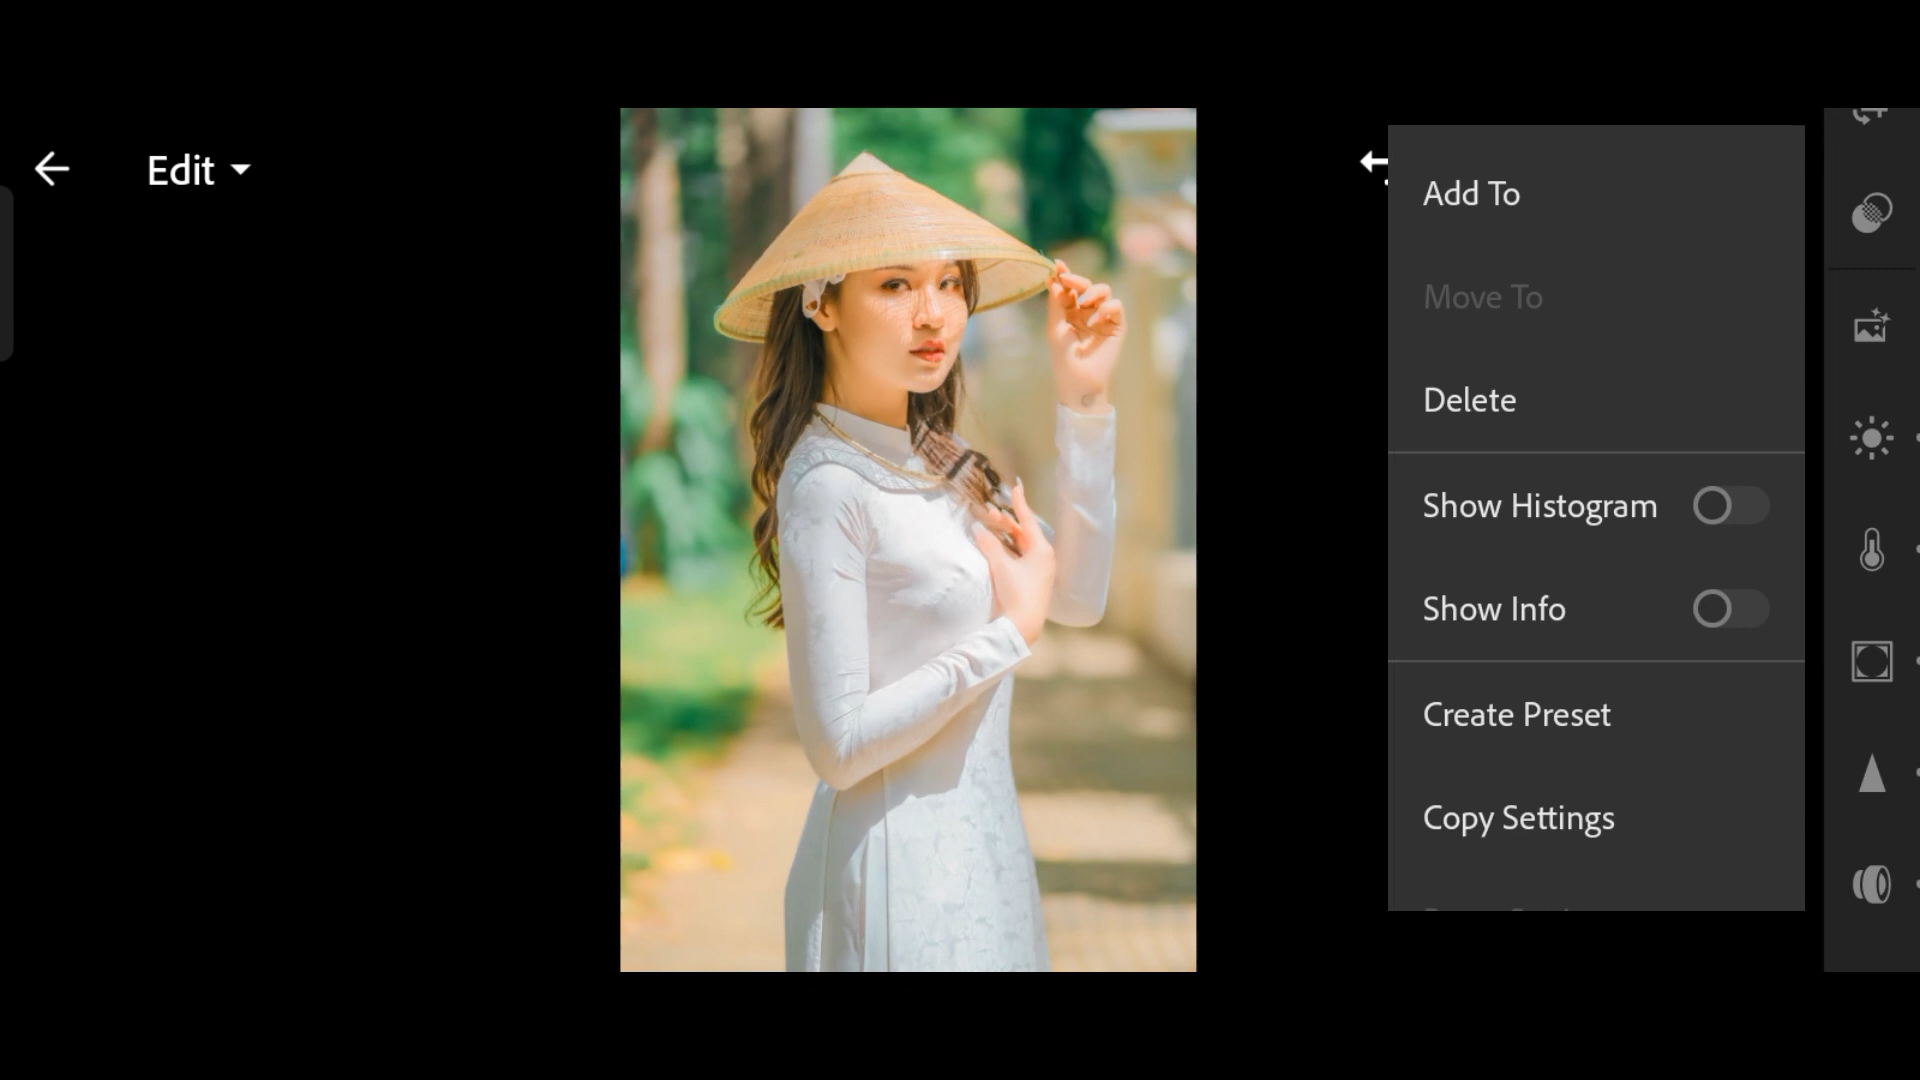 Edit
Add To
Move To
Delete
Show Histogram
Show Info
Create Preset
Copy Settings